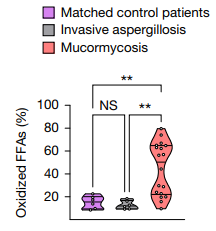 Matched control patients
Invasive aspergillosis
Mucormycosis
**
NS
**
Oxidized FFAs (%)
100
80
60
40
20